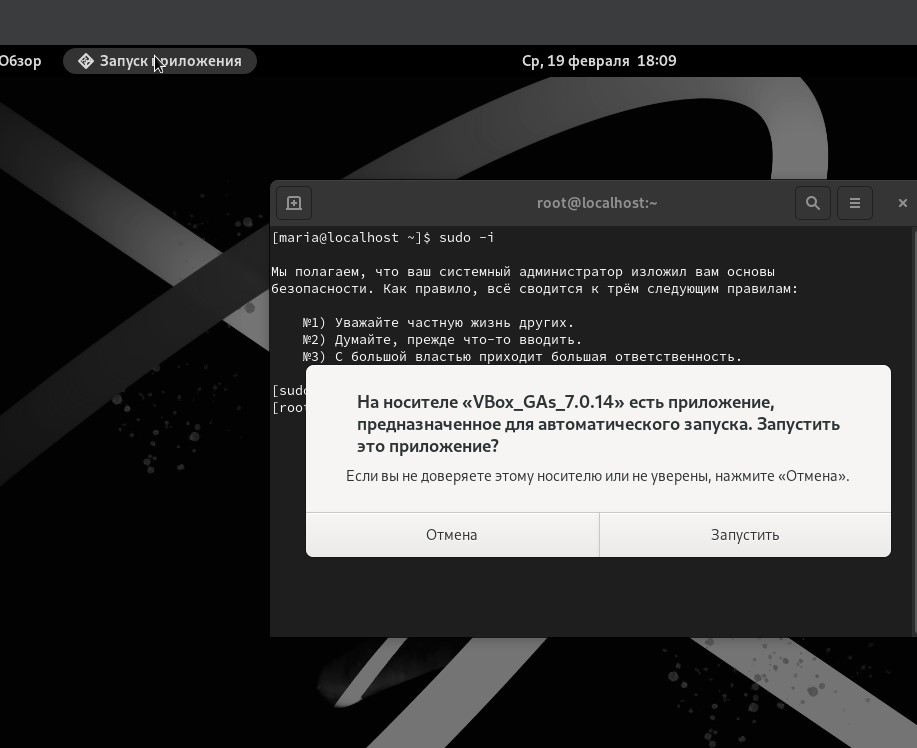 Обзор
Запуск приложения
Ср, 19 февраля 18:09
root@localhost:~
[maria@localhost ~]$ sudo -i
Мы полагаем, что ваш системный администратор изложил вам основы
безопасности. Как правило, всё сводится к трём следующим правилам:
№1) Уважайте частную жизнь других.
№2) Думайте, прежде что-то вводить.
№3) С большой властью приходит большая ответственность.
[sudo
[root
На носителе «VBox_GAs_7.0.14» есть приложение,
предназначенное для автоматического запуска. Запустить
это приложение?
Если вы не доверяете этому носителю или не уверены, нажмите «Отмена».
Отмена
Запустить